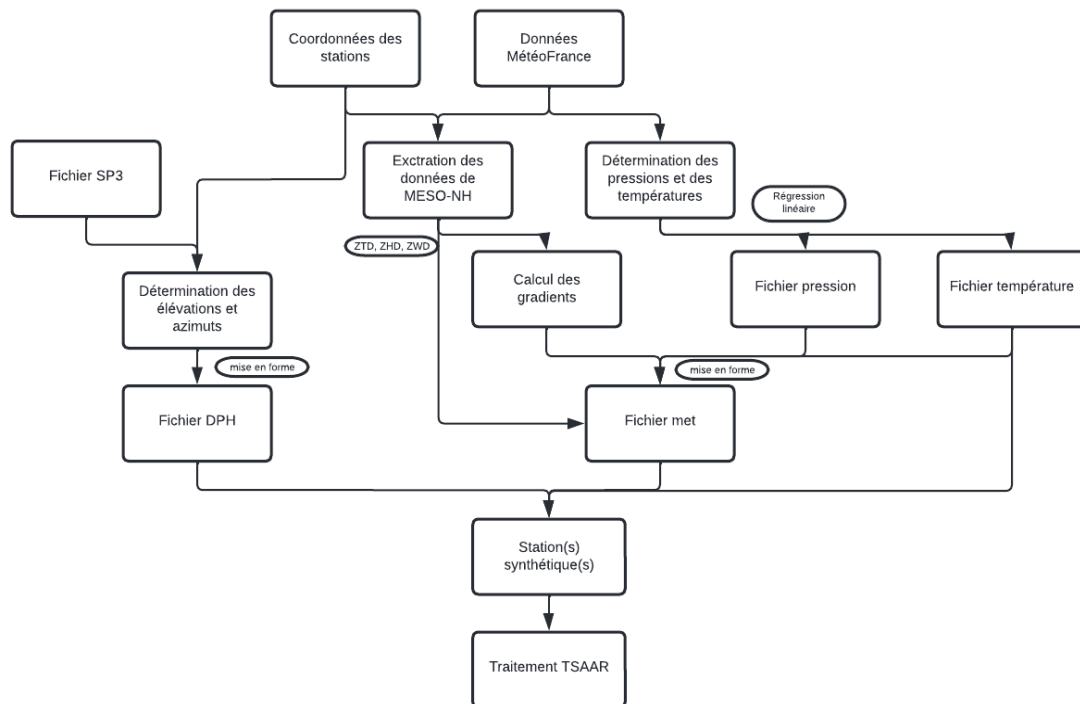 Coordonnées des
stations
Données
MétéoFrance
Fichier SP3
Exctration des
données de
MESO-NH
Détermination des
pressions et des
températures
Régression
linéaire
ZTD, ZHD, ZWD
Détermination des
élévations et
azimuts
Calcul des
gradients
Fichier pression
Fichier température
mise en forme
mise en forme
Fichier DPH
Fichier met
Station(s)
synthétique(s)
Traitement TSAAR